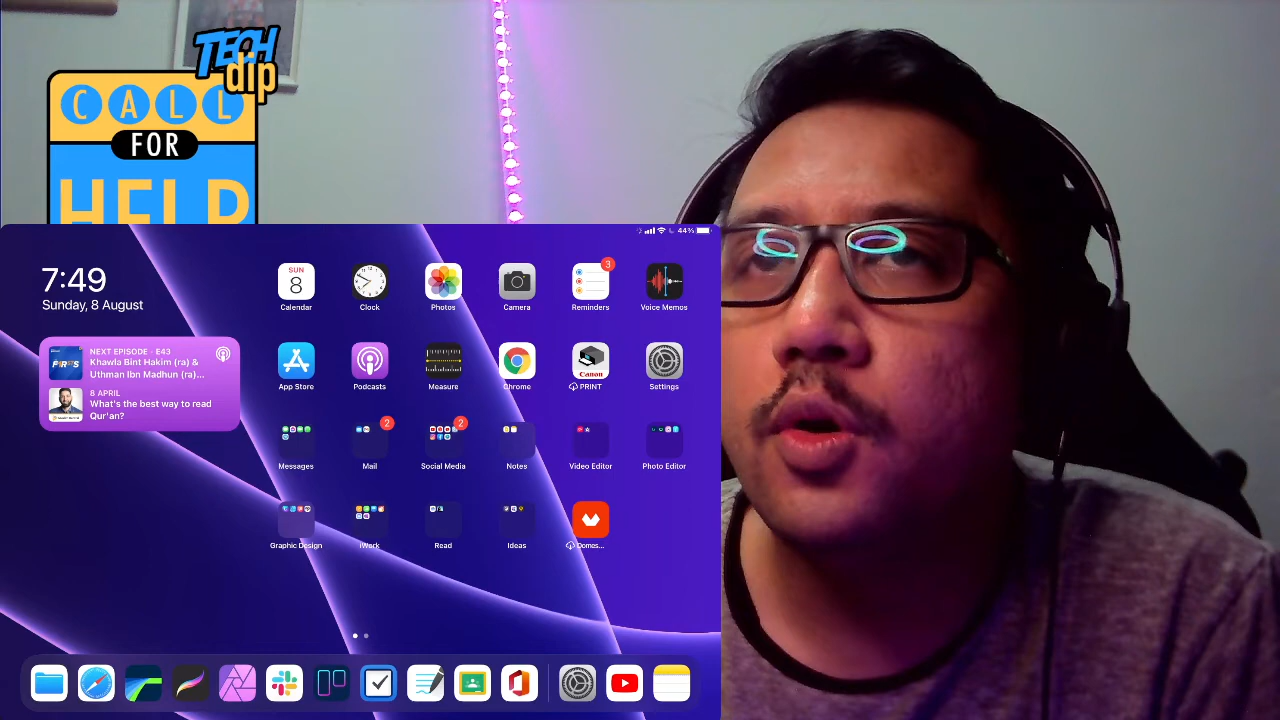 TECH
dip
CALL
FOR
HELP
44%
7:49
Sunday, 8 August
NEXT EPISODE · E43
Khawla Bint Hakim (ra) &
Uthman Ibn Madhun (ra)...
8 APRIL
What's the best way to read
Qur'an?
SUN
8
3
Calendar
Clock
Photos
Camera
Reminders
Voice Memos
Canon
App Store
Podcasts
Measure
Chrome
PRINT
Settings
2
2
Messages
Mail
Social Media
Notes
Video Editor
Photo Editor
Graphic Design
iWork
Read
Ideas
Domes...